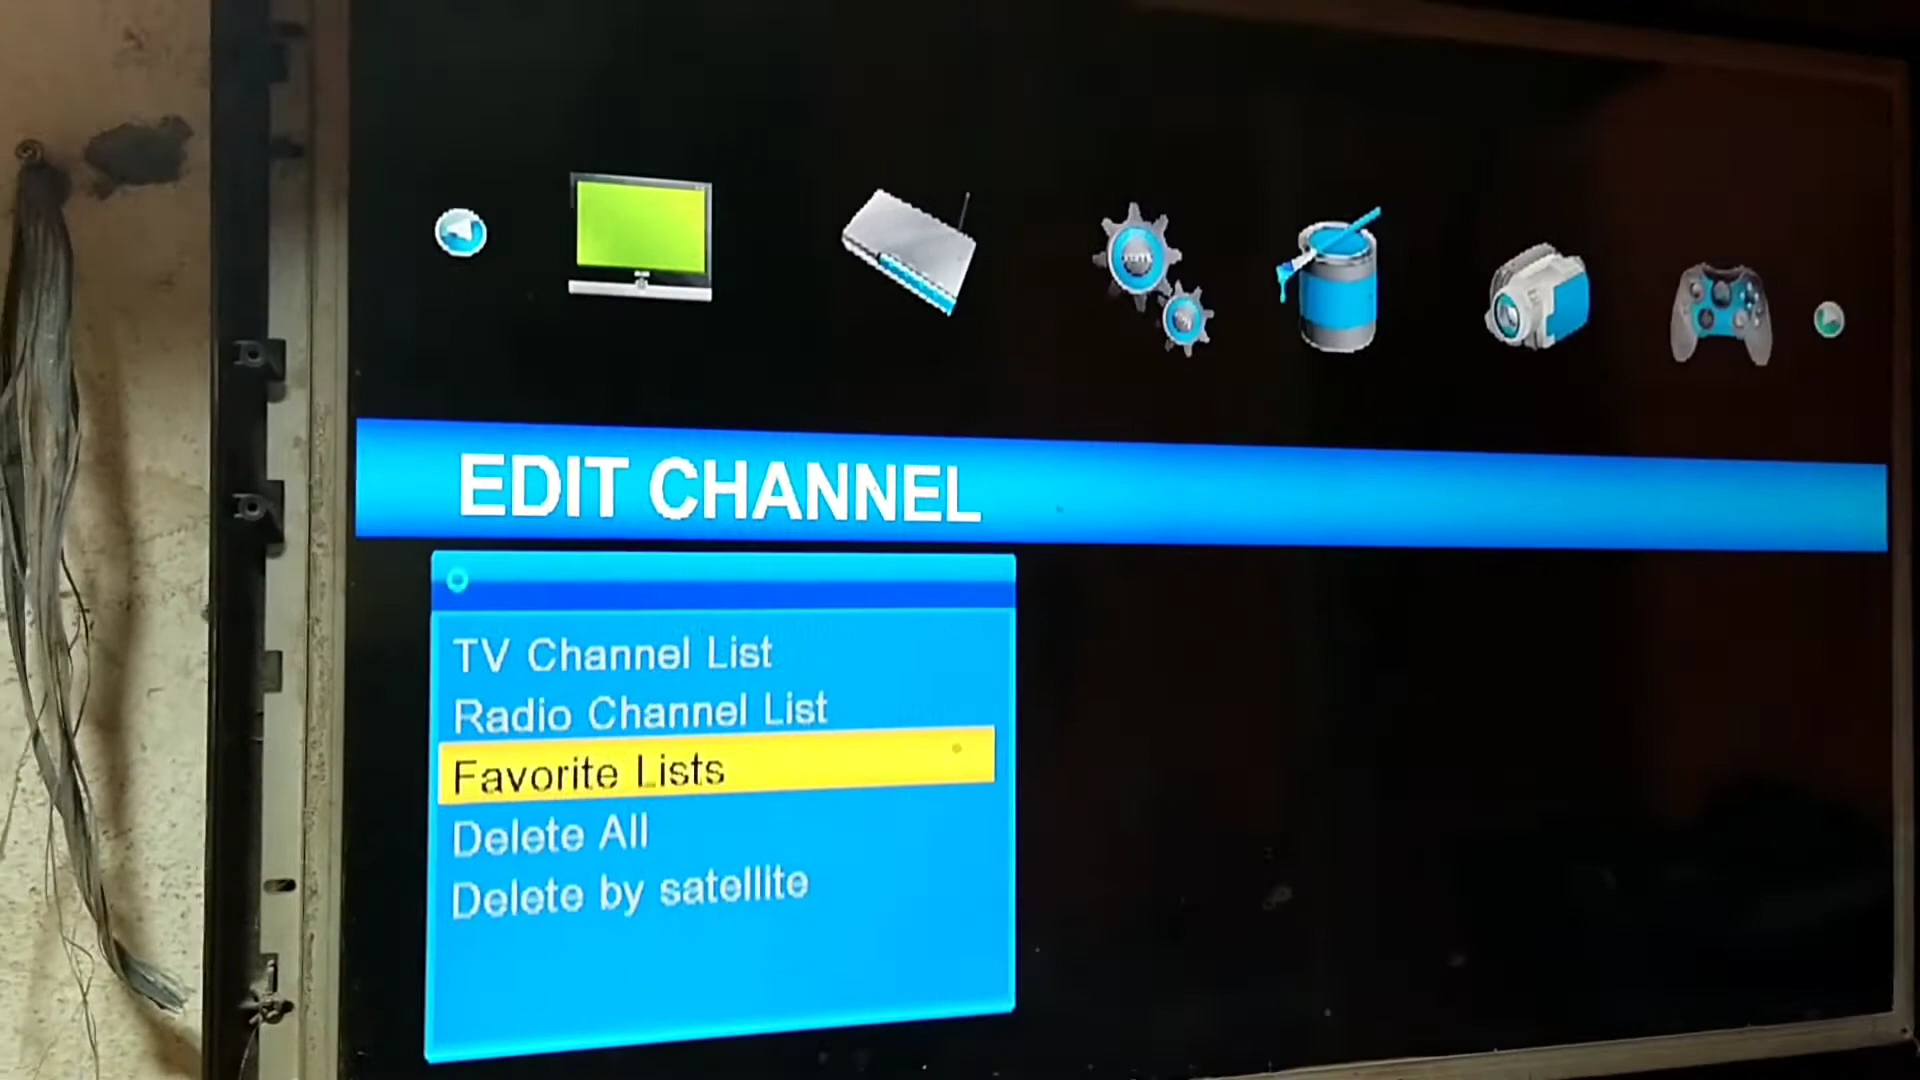 EDIT CHANNEL
TV Channel List
Radio Channel List
Favorite Lists
Delete All
Delete by satellite